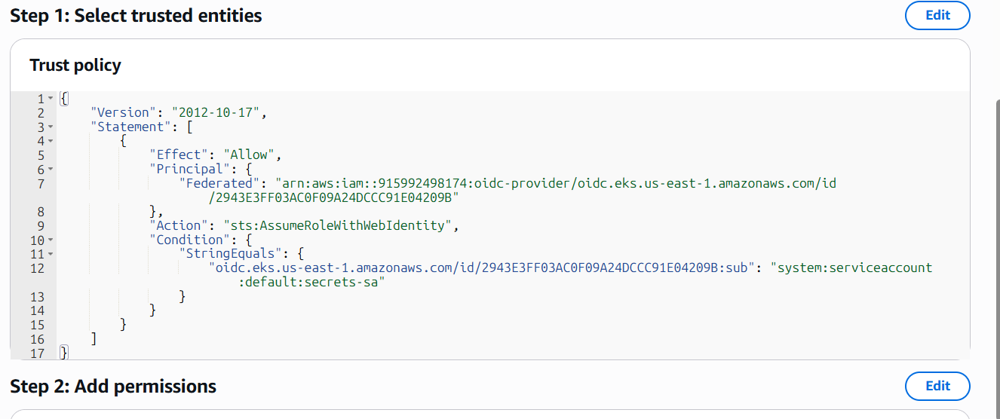 Step 1: Select trusted entities
Edit
Trust policy
1 {
2 "Version": "2012-10-17",
3 "Statement": [
4 {
5 "Effect": "Allow",
6 "Principal": {
7 "Federated": "arn:aws:iam::915992498174:oidc-provider/oidc.eks.us-east-1.amazonaws.com/id
/2943E3FF03AC0F09A24DCCC91E04209B"
8 },
9 "Action": "sts:AssumeRoleWithWebIdentity",
10 "Condition": {
11 "StringEquals": {
12 "oidc.eks.us-east-1.amazonaws.com/id/2943E3FF03AC0F09A24DCCC91E04209B:sub": "system:serviceaccount
:default:secrets-sa"
13 }
14 }
15 }
16 ]
17 }
Step 2: Add permissions
Edit